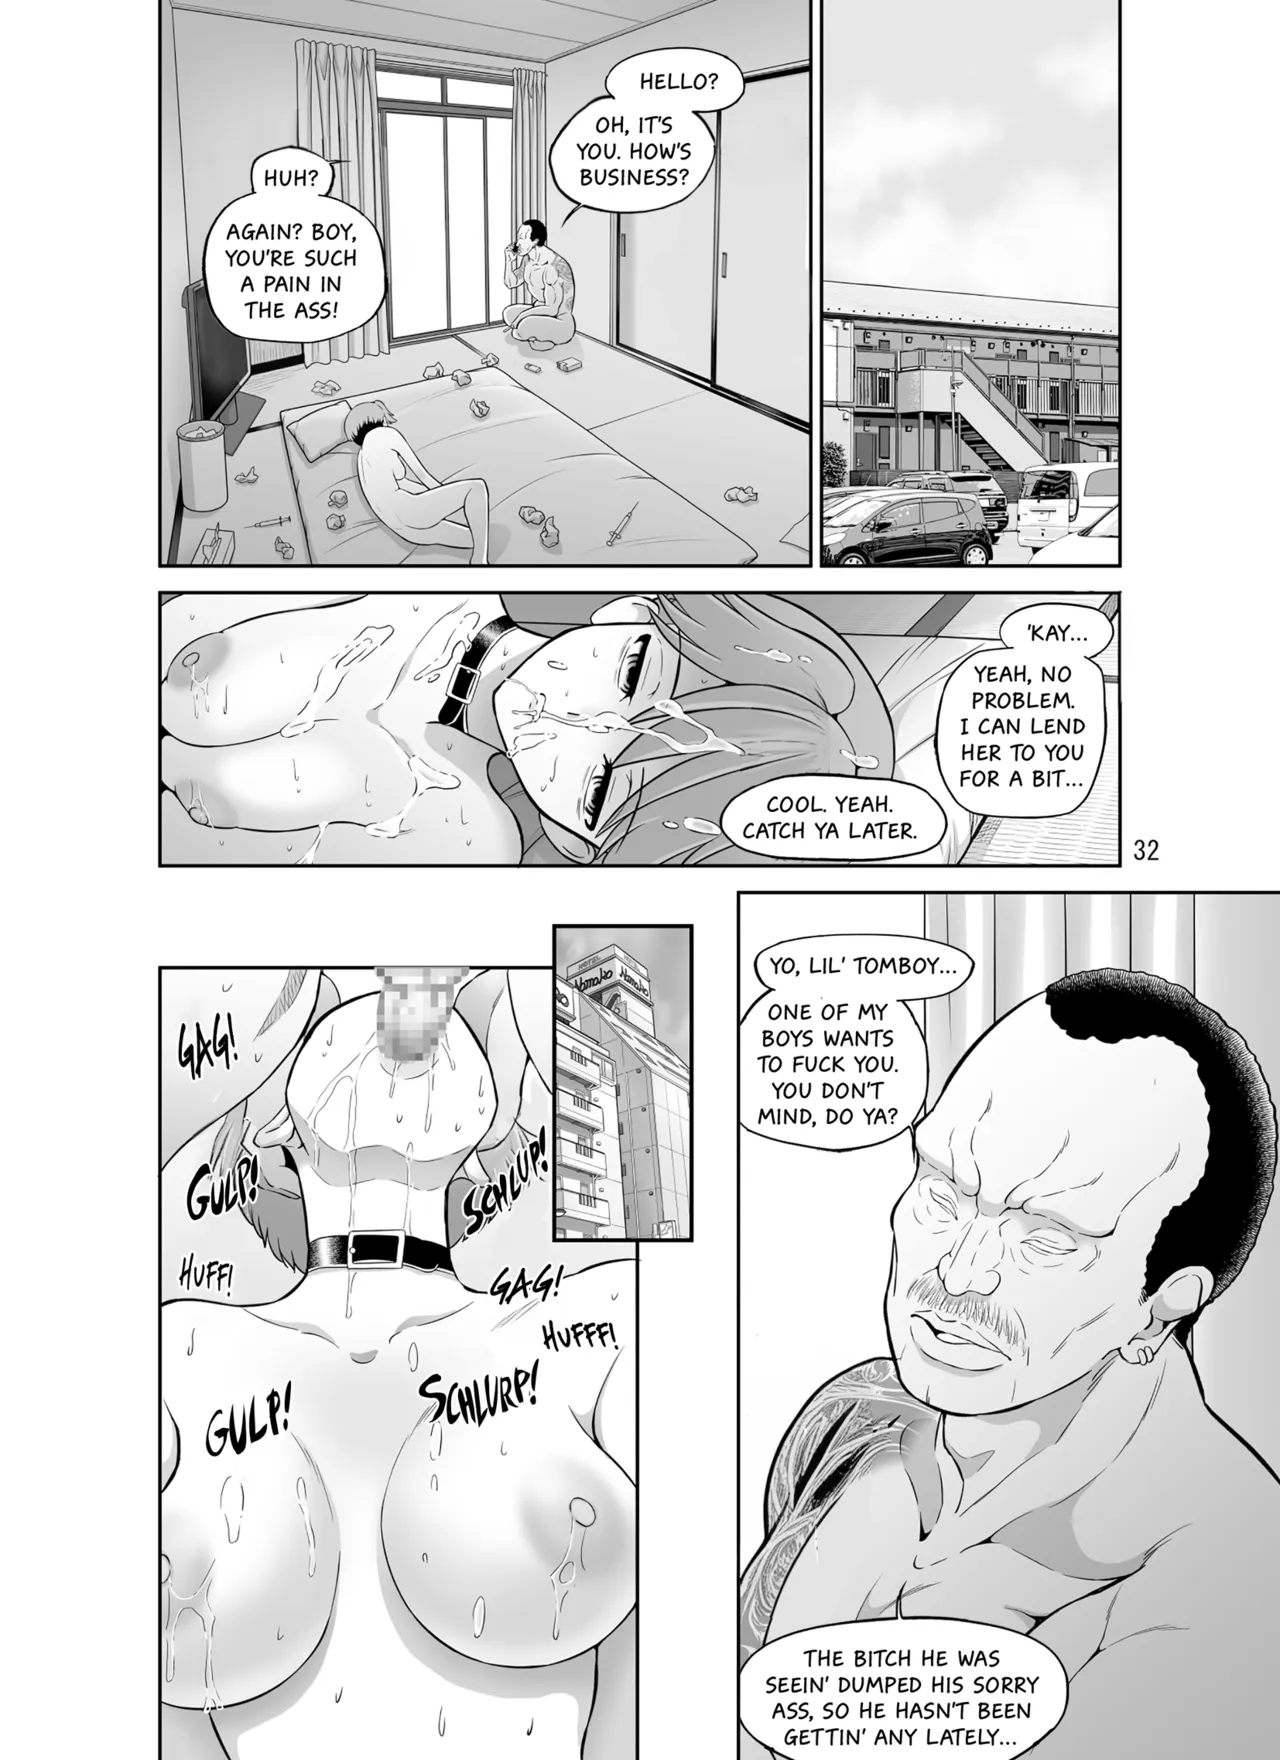 HELLO?
OH, IT'S
YOU. HOW'S
BUSINESS?
HUH?
AGAIN? BOY,
YOU'RE SUCH
A PAIN IN
THE ASS!
'KAY...
YEAH, NO
PROBLEM.
I CAN LEND
HER TO YOU
FOR A BIT...
COOL. YEAH.
CATCH YA LATER.
32
YO, LIL' TOMBOY...
ONE OF MY
BOYS WANTS
TO FUCK YOU.
YOU DON'T
MIND, DO YA?
THE BITCH HE WAS
SEEIN' DUMPED HIS SORRY
ASS, SO HE HASN'T BEEN
GETTIN' ANY LATELY...
HOTEL
GAG!
GULP!
SCHLUP!
HUFF!
GAG!
HUFFF!
GULP!
SCHLURP!